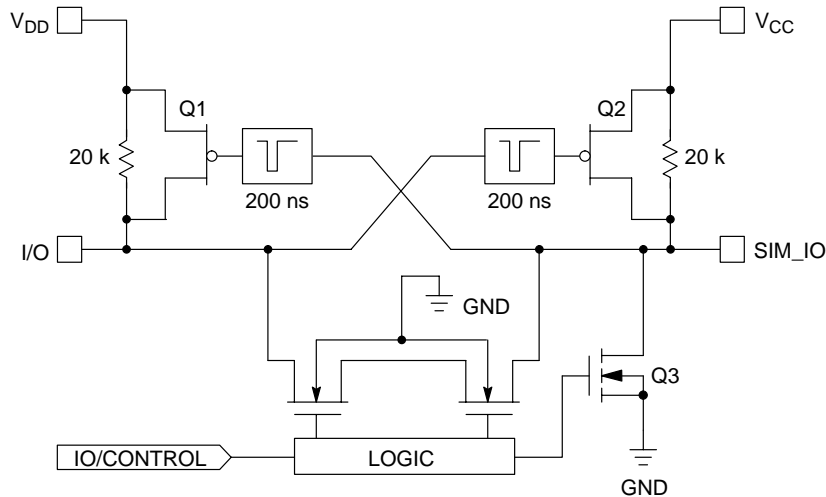 VDD
VCC
Q1
Q2
20 k
20 k
200 ns
200 ns
I/O
SIM_IO
GND
Q3
IO/CONTROL
LOGIC
GND